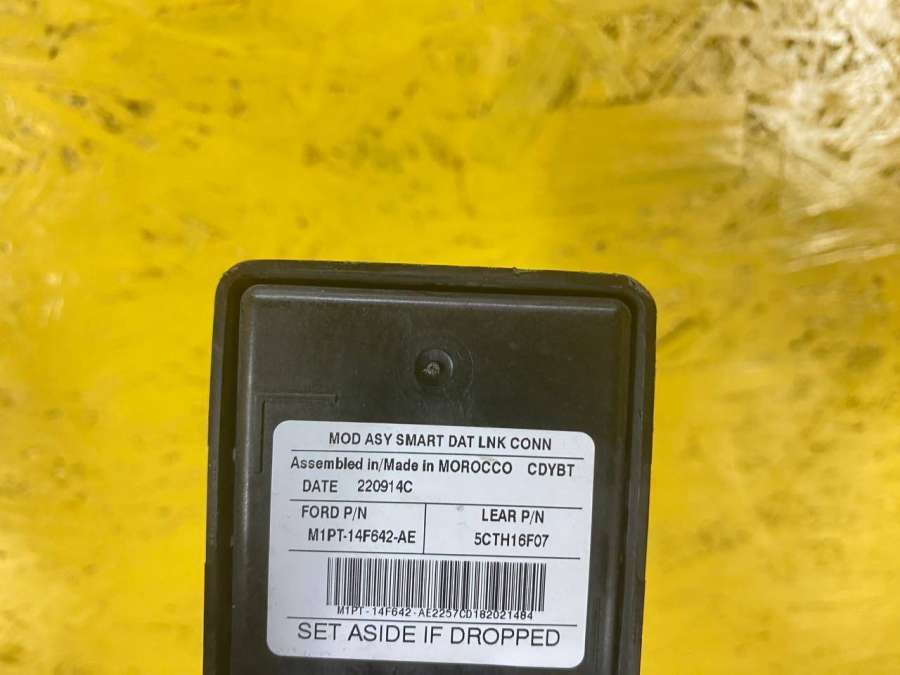 MOD ASY SMART DAT LNK CONN
Assembled in/Made in MOROCCO CDYBT
DATE 220914C
FORD P/N LEAR P/N
M1PT-14F642-AE 5CTH16F07
M1PT-14F642-AE2257CD182021484
SET ASIDE IF DROPPED